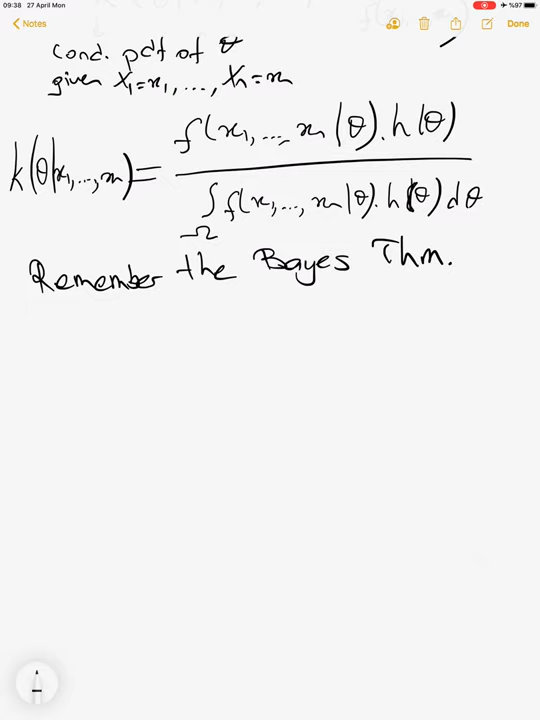 09:38 27 April Mon
%97
Notes
Done
cond. pdf of θ
given X₁=x₁,..., Xₙ=xₙ
k(θ|x₁,...,xₙ) = f(x₁,...,xₙ|θ).h(θ)
∫ f(x₁,...,xₙ|θ).h(θ)dθ
Ω
Remember the Bayes Thm.